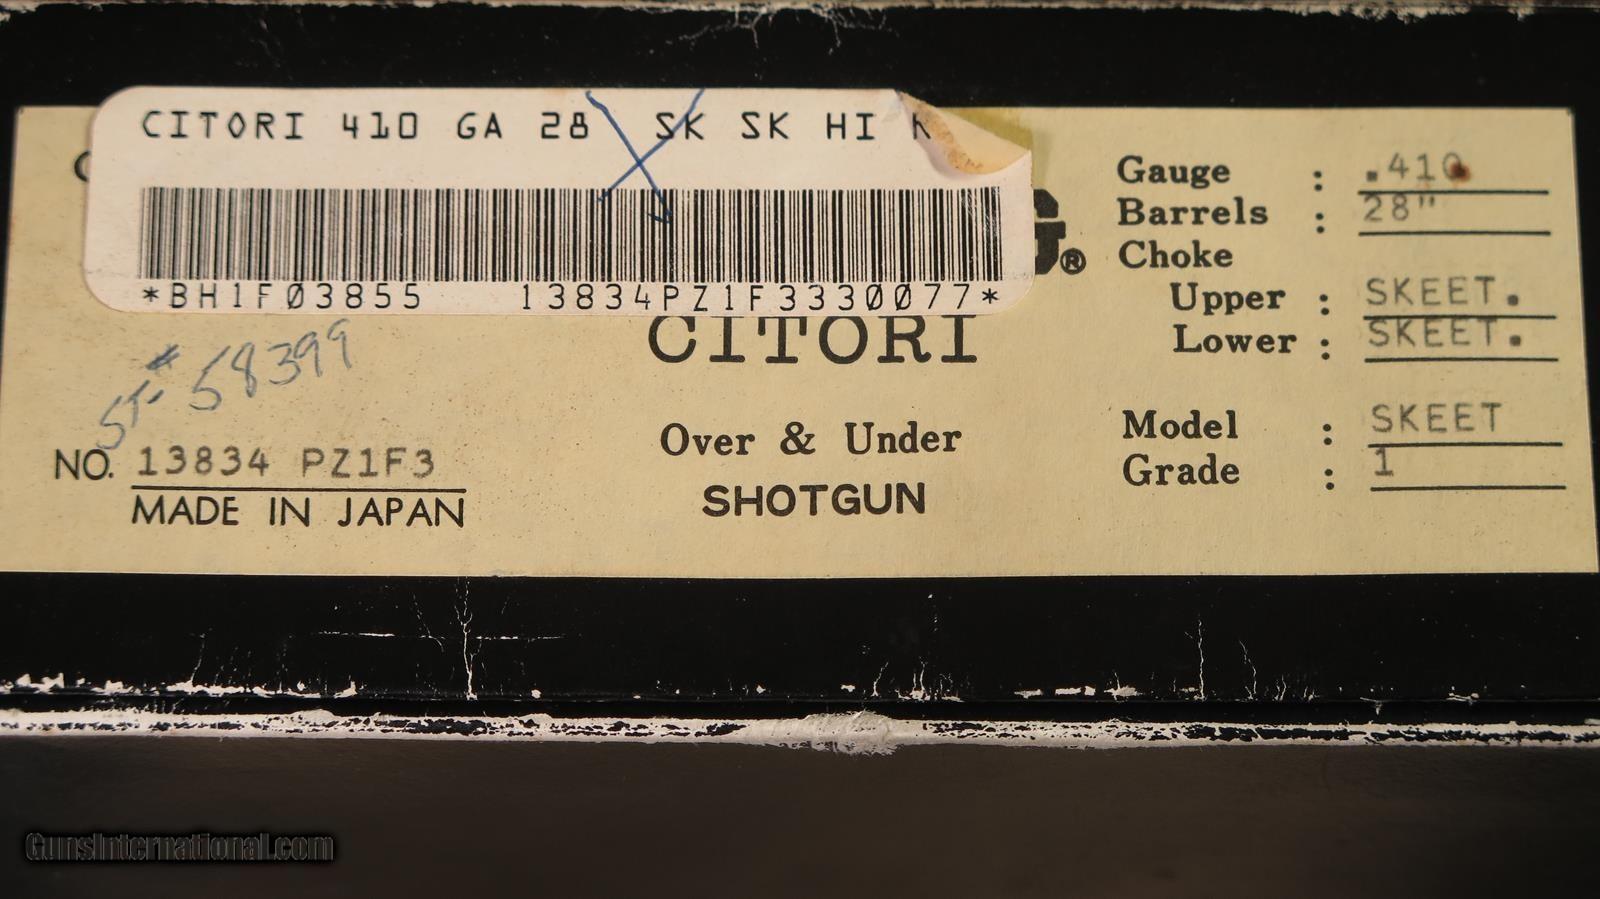 CITORI 410 GA 28 SK SK HI
*BH1F03855 13834PZ1F3330077*
G®
CITORI
Over & Under
SHOTGUN
ST# 58399
NO. 13834 PZ1F3
MADE IN JAPAN
Gauge : .410
Barrels : 28"
Choke
Upper : SKEET.
Lower : SKEET.
Model : SKEET
Grade : 1
GunsInternational.com